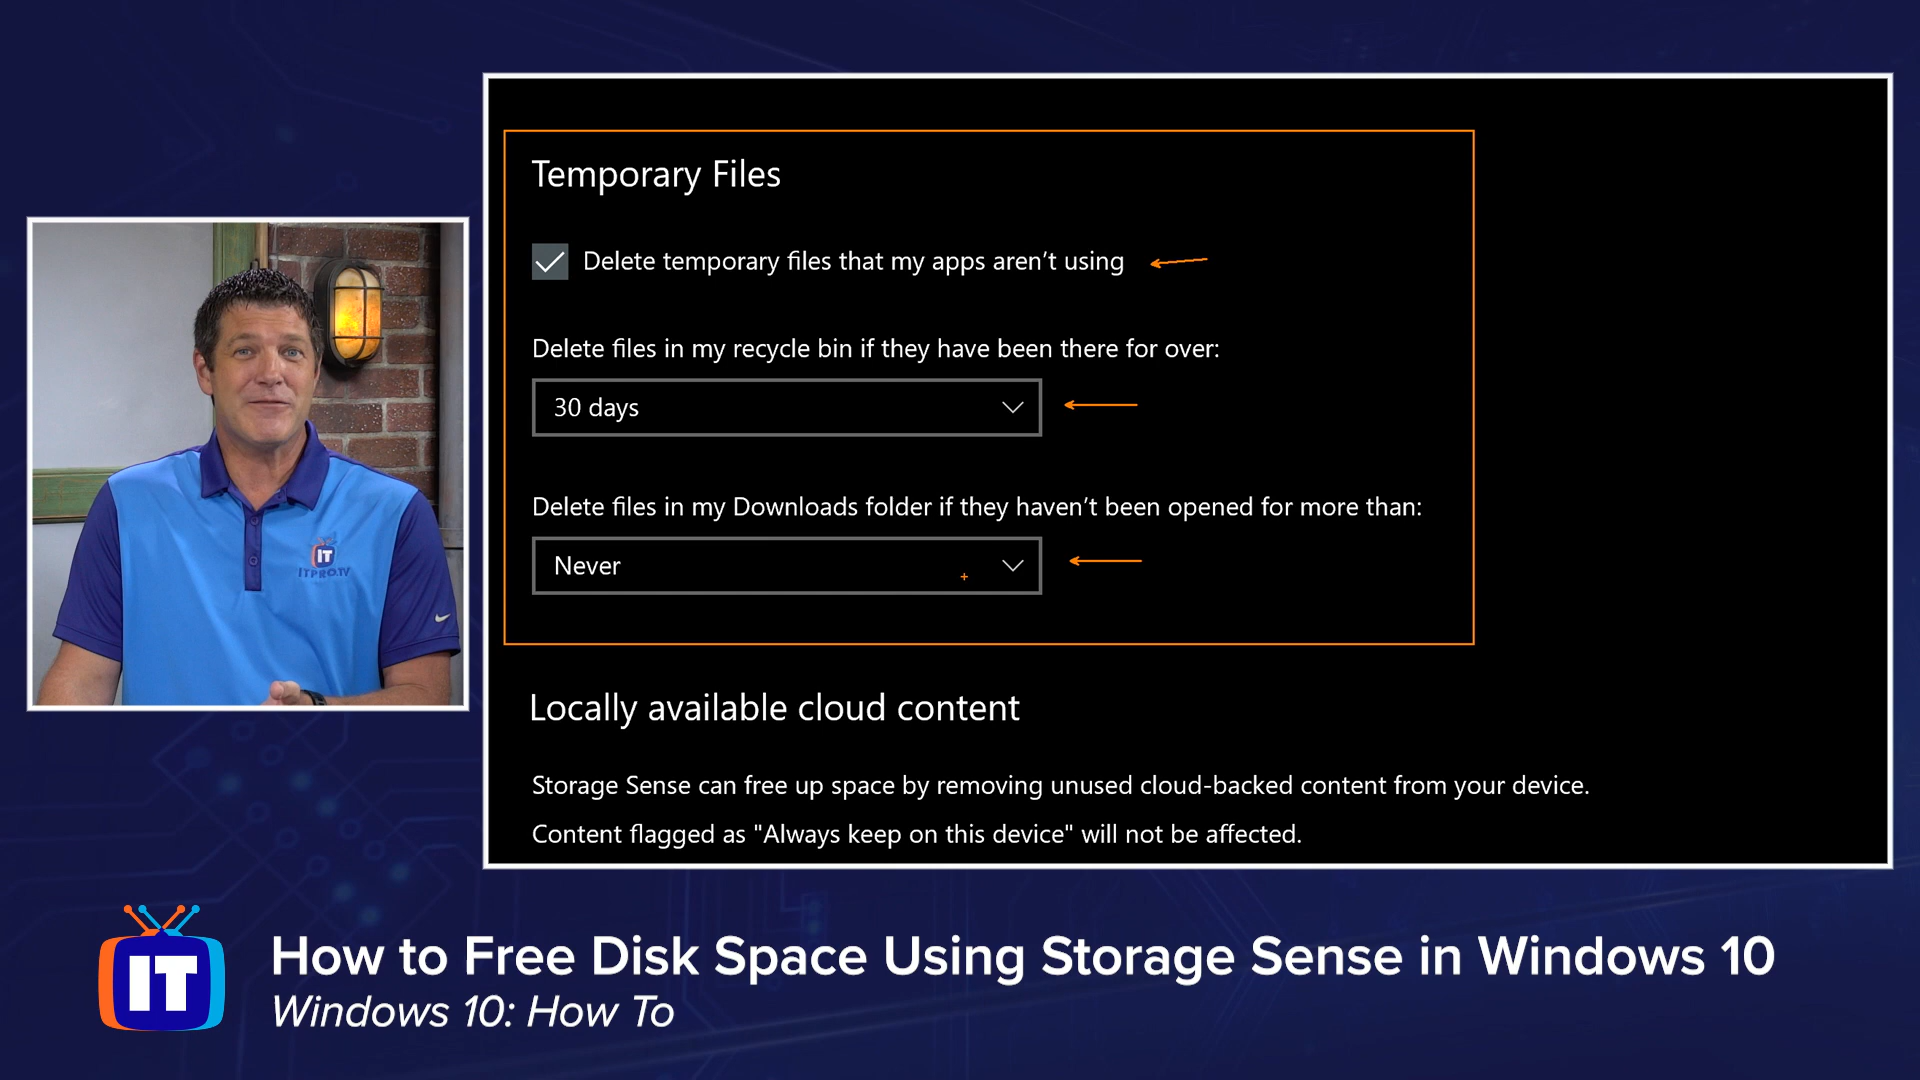 Temporary Files
Delete temporary files that my apps aren't using
Delete files in my recycle bin if they have been there for over:
30 days
Delete files in my Downloads folder if they haven't been opened for more than:
Never
Locally available cloud content
Storage Sense can free up space by removing unused cloud-backed content from your device.
Content flagged as "Always keep on this device" will not be affected.
IT
ITPRO.TV
IT
How to Free Disk Space Using Storage Sense in Windows 10
Windows 10: How To